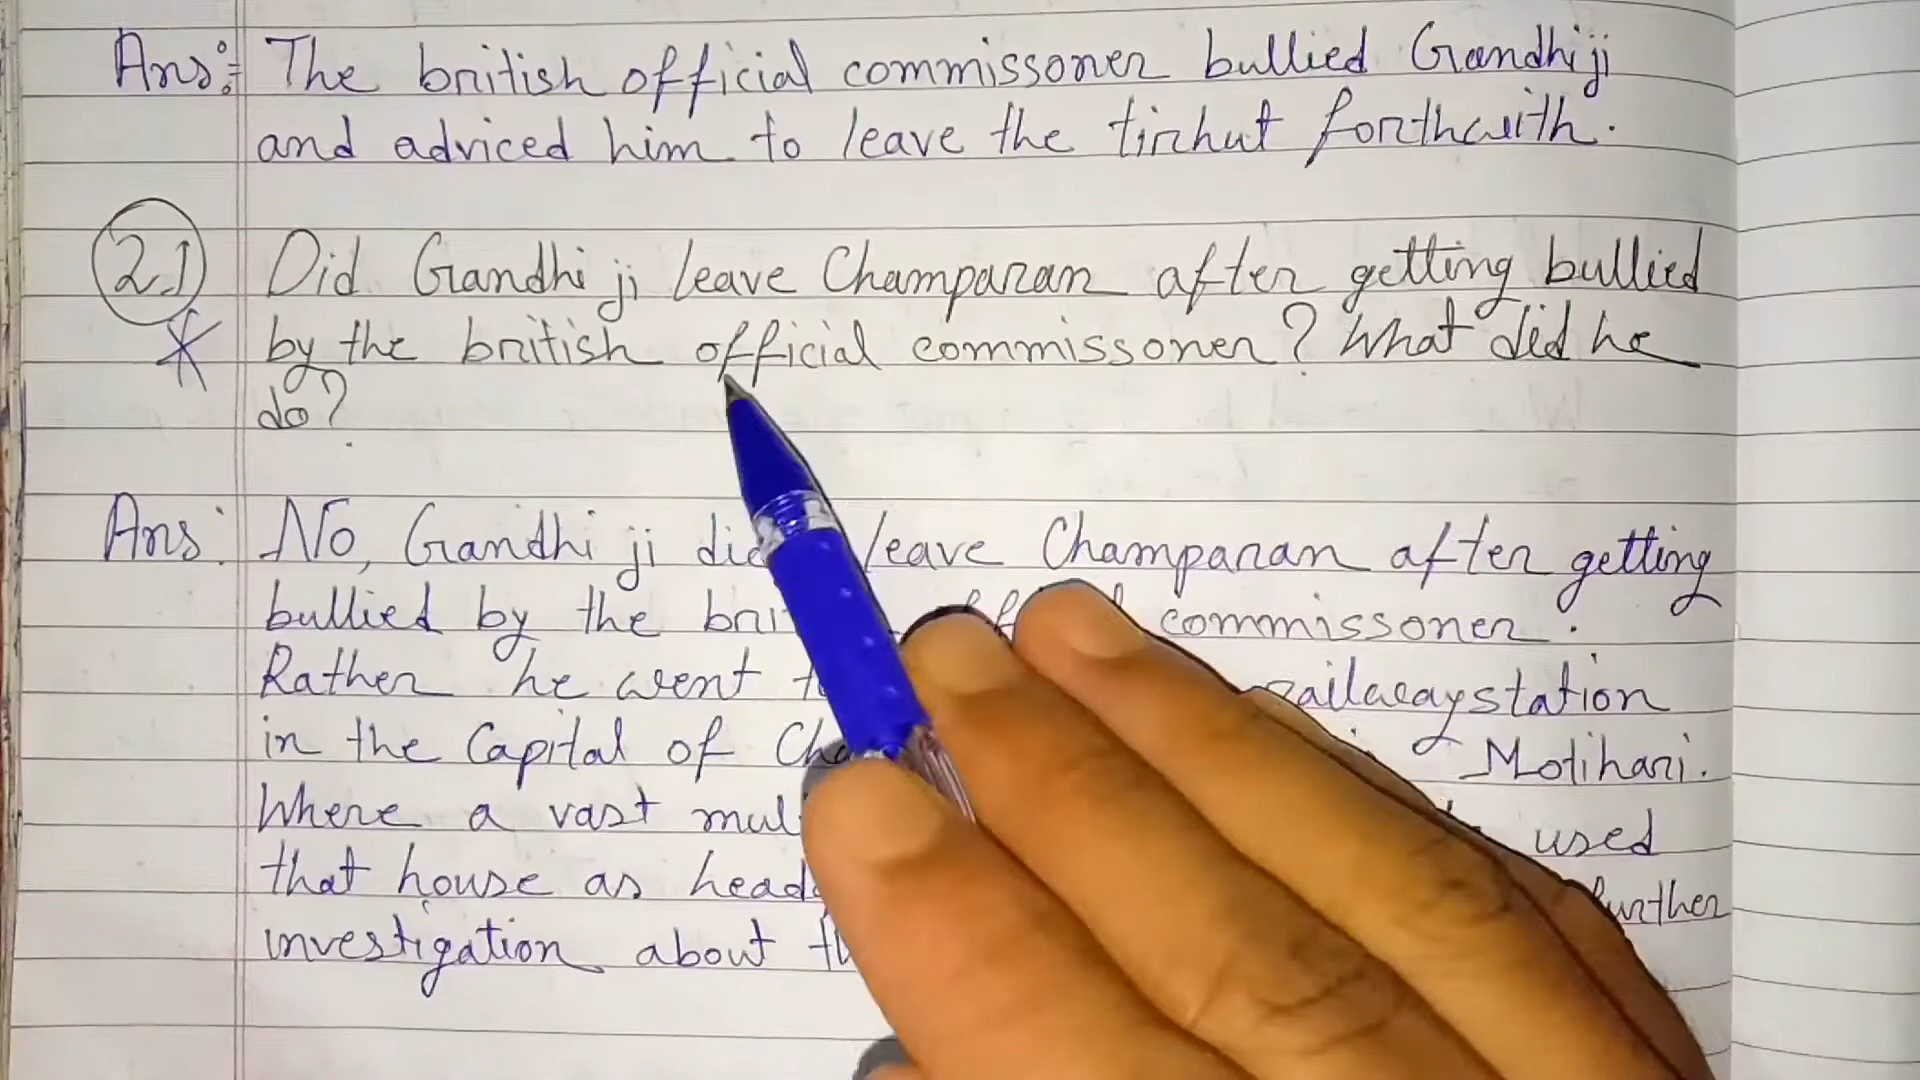 Ans: The british official commissoner bullied Gandhiji
and adviced him to leave the tirhut forthwith.
21 Did Gandhi ji leave Champaran after getting bullied
by the british official commissoner? What did he
do?
Ans: No, Gandhi ji leave Champaran after getting
bullied by the commissoner.
Rather he went railwaystation
in the Capital of Motihari.
Where a vast used
that house as further
investigation about